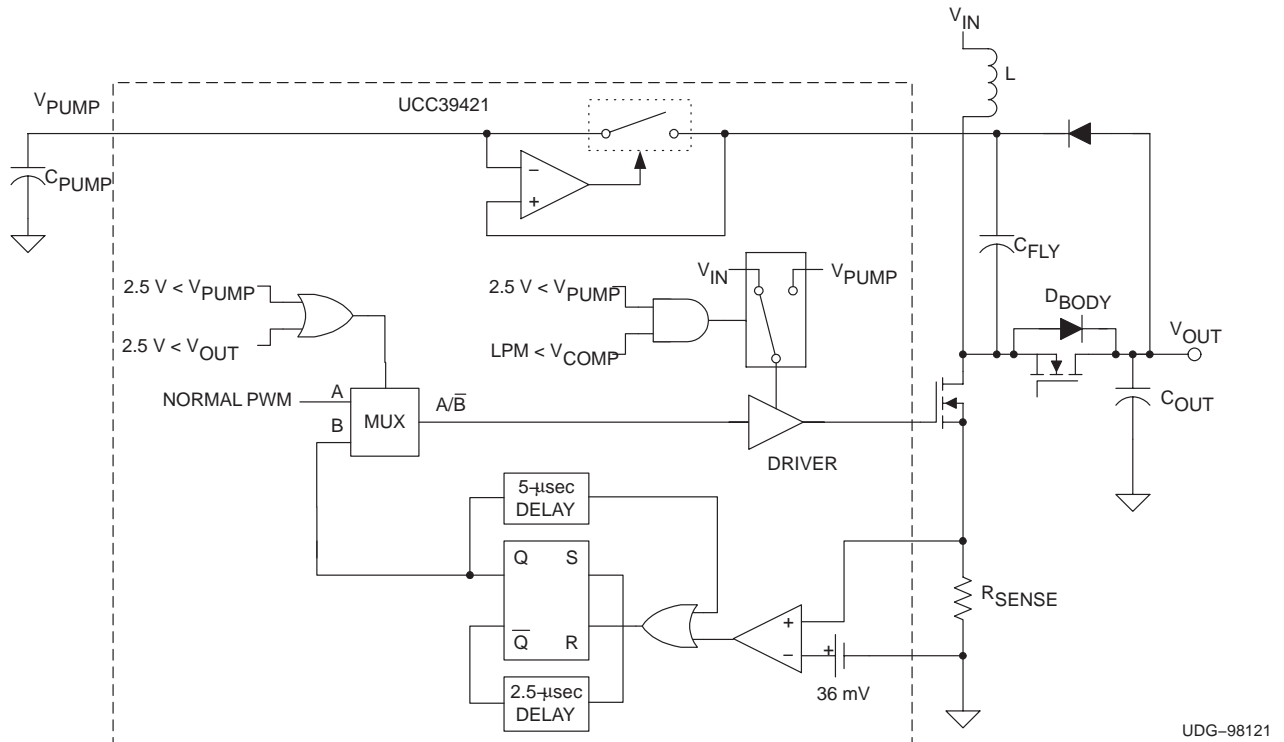 VIN
L
UCC39421
VPUMP
CPUMP
−
+
CFLY
VIN
VPUMP
2.5 V < VPUMP
2.5 V < VPUMP
DBODY
VOUT
2.5 V < VOUT
LPM < VCOMP
NORMAL PWM
A
A/B̅
COUT
B
MUX
DRIVER
5–μsec
DELAY
Q
S
RSENSE
+
Q̅
R
−
+
2.5–μsec
DELAY
36 mV
UDG–98121